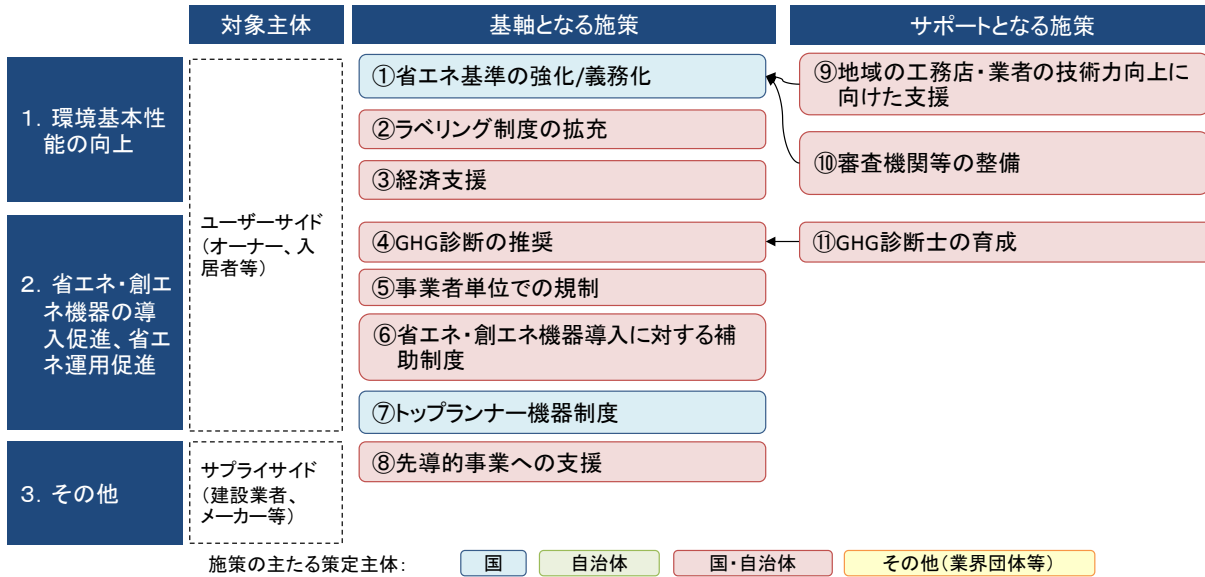 対象主体
基軸となる施策
サポートとなる施策
1．環境基本性
能の向上
2．省エネ・創エ
ネ機器の導
入促進、省エ
ネ運用促進
3．その他
ユーザーサイド
（オーナー、入
居者等）
サプライサイド
（建設業者、
メーカー等）
①省エネ基準の強化/義務化
②ラベリング制度の拡充
③経済支援
④GHG診断の推奨
⑤事業者単位での規制
⑥省エネ・創エネ機器導入に対する補
助制度
⑦トップランナー機器制度
⑧先導的事業への支援
⑨地域の工務店・業者の技術力向上に
向けた支援
⑩審査機関等の整備
⑪GHG診断士の育成
施策の主たる策定主体：
国
自治体
国・自治体
その他（業界団体等）